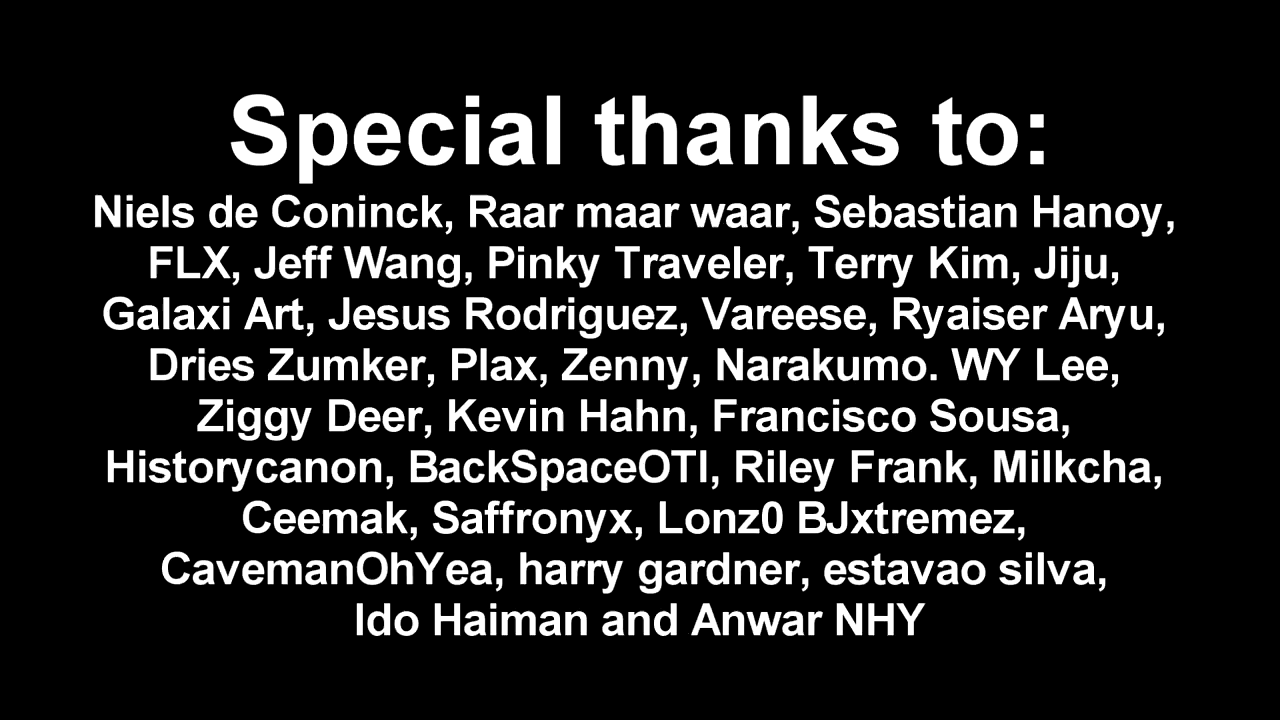 Special thanks to:
Niels de Coninck, Raar maar waar, Sebastian Hanoy,
FLX, Jeff Wang, Pinky Traveler, Terry Kim, Jiju,
Galaxi Art, Jesus Rodriguez, Vareese, Ryaiser Aryu,
Dries Zumker, Plax, Zenny, Narakumo. WY Lee,
Ziggy Deer, Kevin Hahn, Francisco Sousa,
Historycanon, BackSpaceOTI, Riley Frank, Milkcha,
Ceemak, Saffronyx, Lonz0 BJxtremez,
CavemanOhYea, harry gardner, estavao silva,
Ido Haiman and Anwar NHY